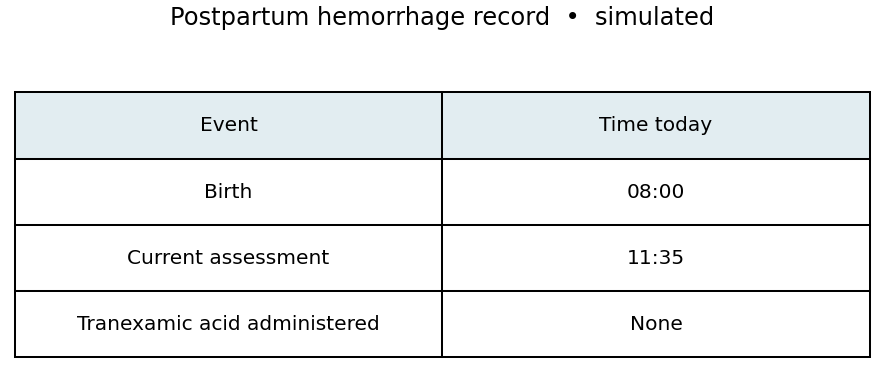 Postpartum hemorrhage record • simulated
Event Time today
Birth 08:00
Current assessment 11:35
Tranexamic acid administered None